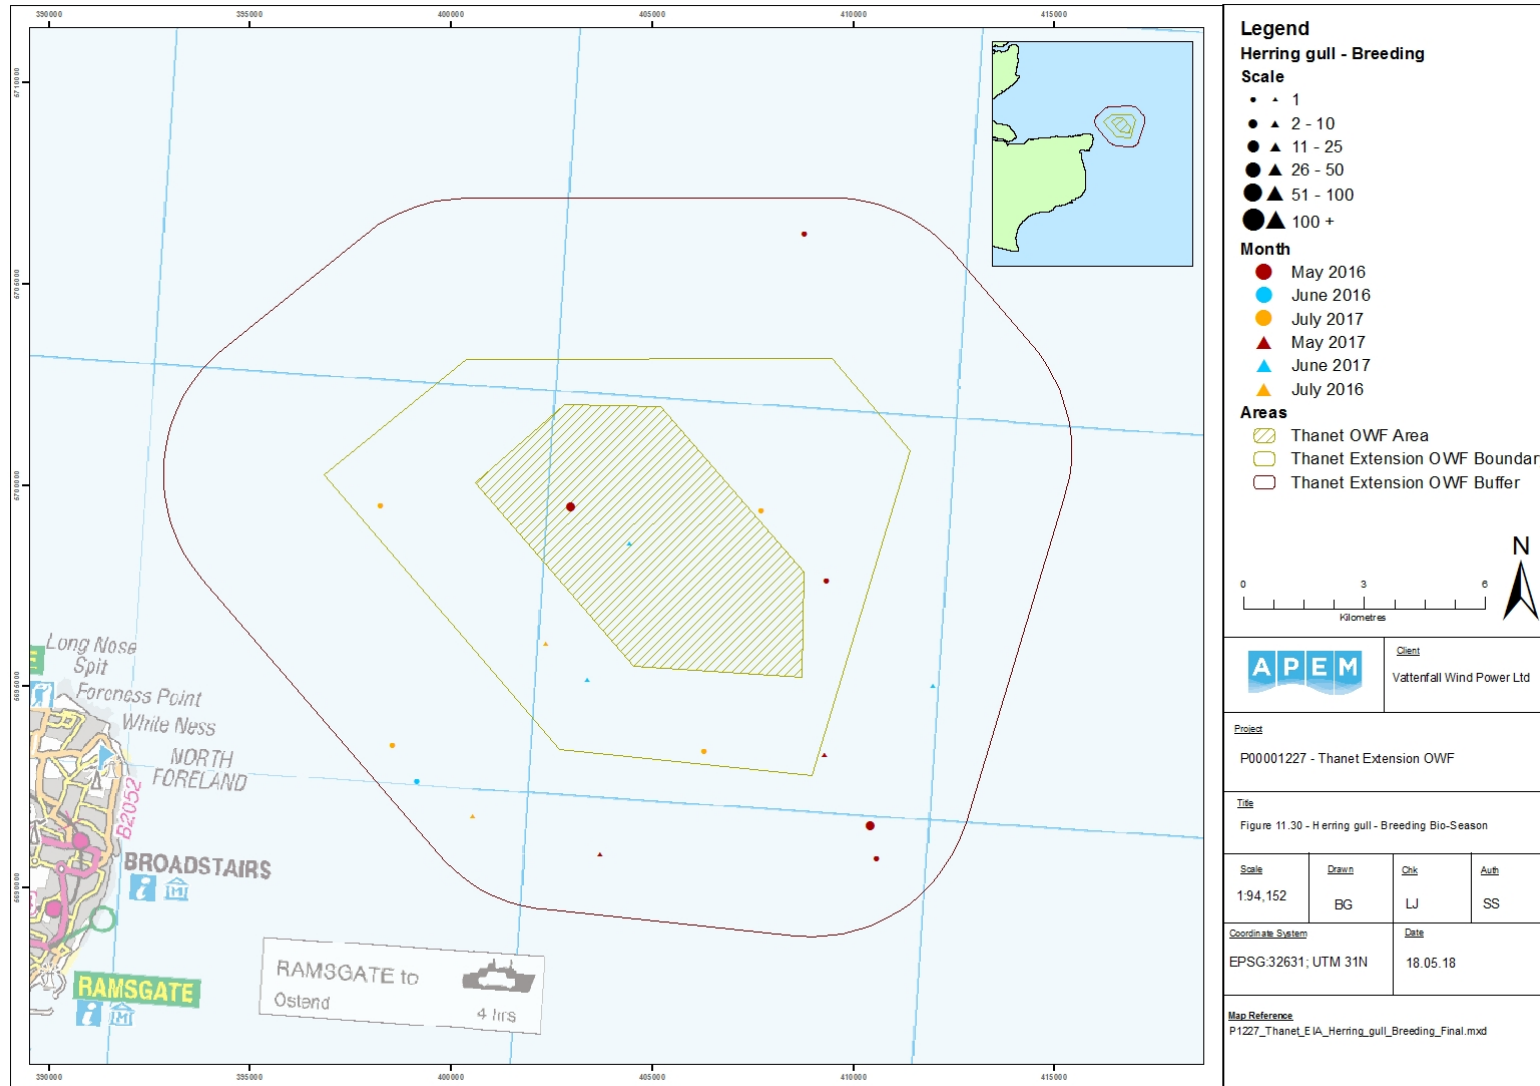 390000
395000
400000
405000
410000
415000
5710000
5705000
5700000
5695000
5690000
Long Nose
Spit
Foreness Point
White Ness
NORTH
FORELAND
B2052
BROADSTAIRS
RAMSGATE
RAMSGATE to
Ostend
4 hrs
390000
395000
400000
405000
410000
415000
Legend
Herring gull - Breeding
Scale
1
2 - 10
11 - 25
26 - 50
51 - 100
100 +
Month
May 2016
June 2016
July 2017
May 2017
June 2017
July 2016
Areas
Thanet OWF Area
Thanet Extension OWF Boundar
Thanet Extension OWF Buffer
N
0 3 6
Kilometres
APEM
Client
Vattenfall Wind Power Ltd
Project
P00001227 - Thanet Extension OWF
Title
Figure 11.30 - Herring gull - Breeding Bio-Season
Scale
1:94,152
Drawn
BG
Chk
LJ
Auth
SS
Coordinate System
EPSG:32631; UTM 31N
Date
18.05.18
Map Reference
P1227_Thanet_EIA_Herring_gull_Breeding_Final.mxd